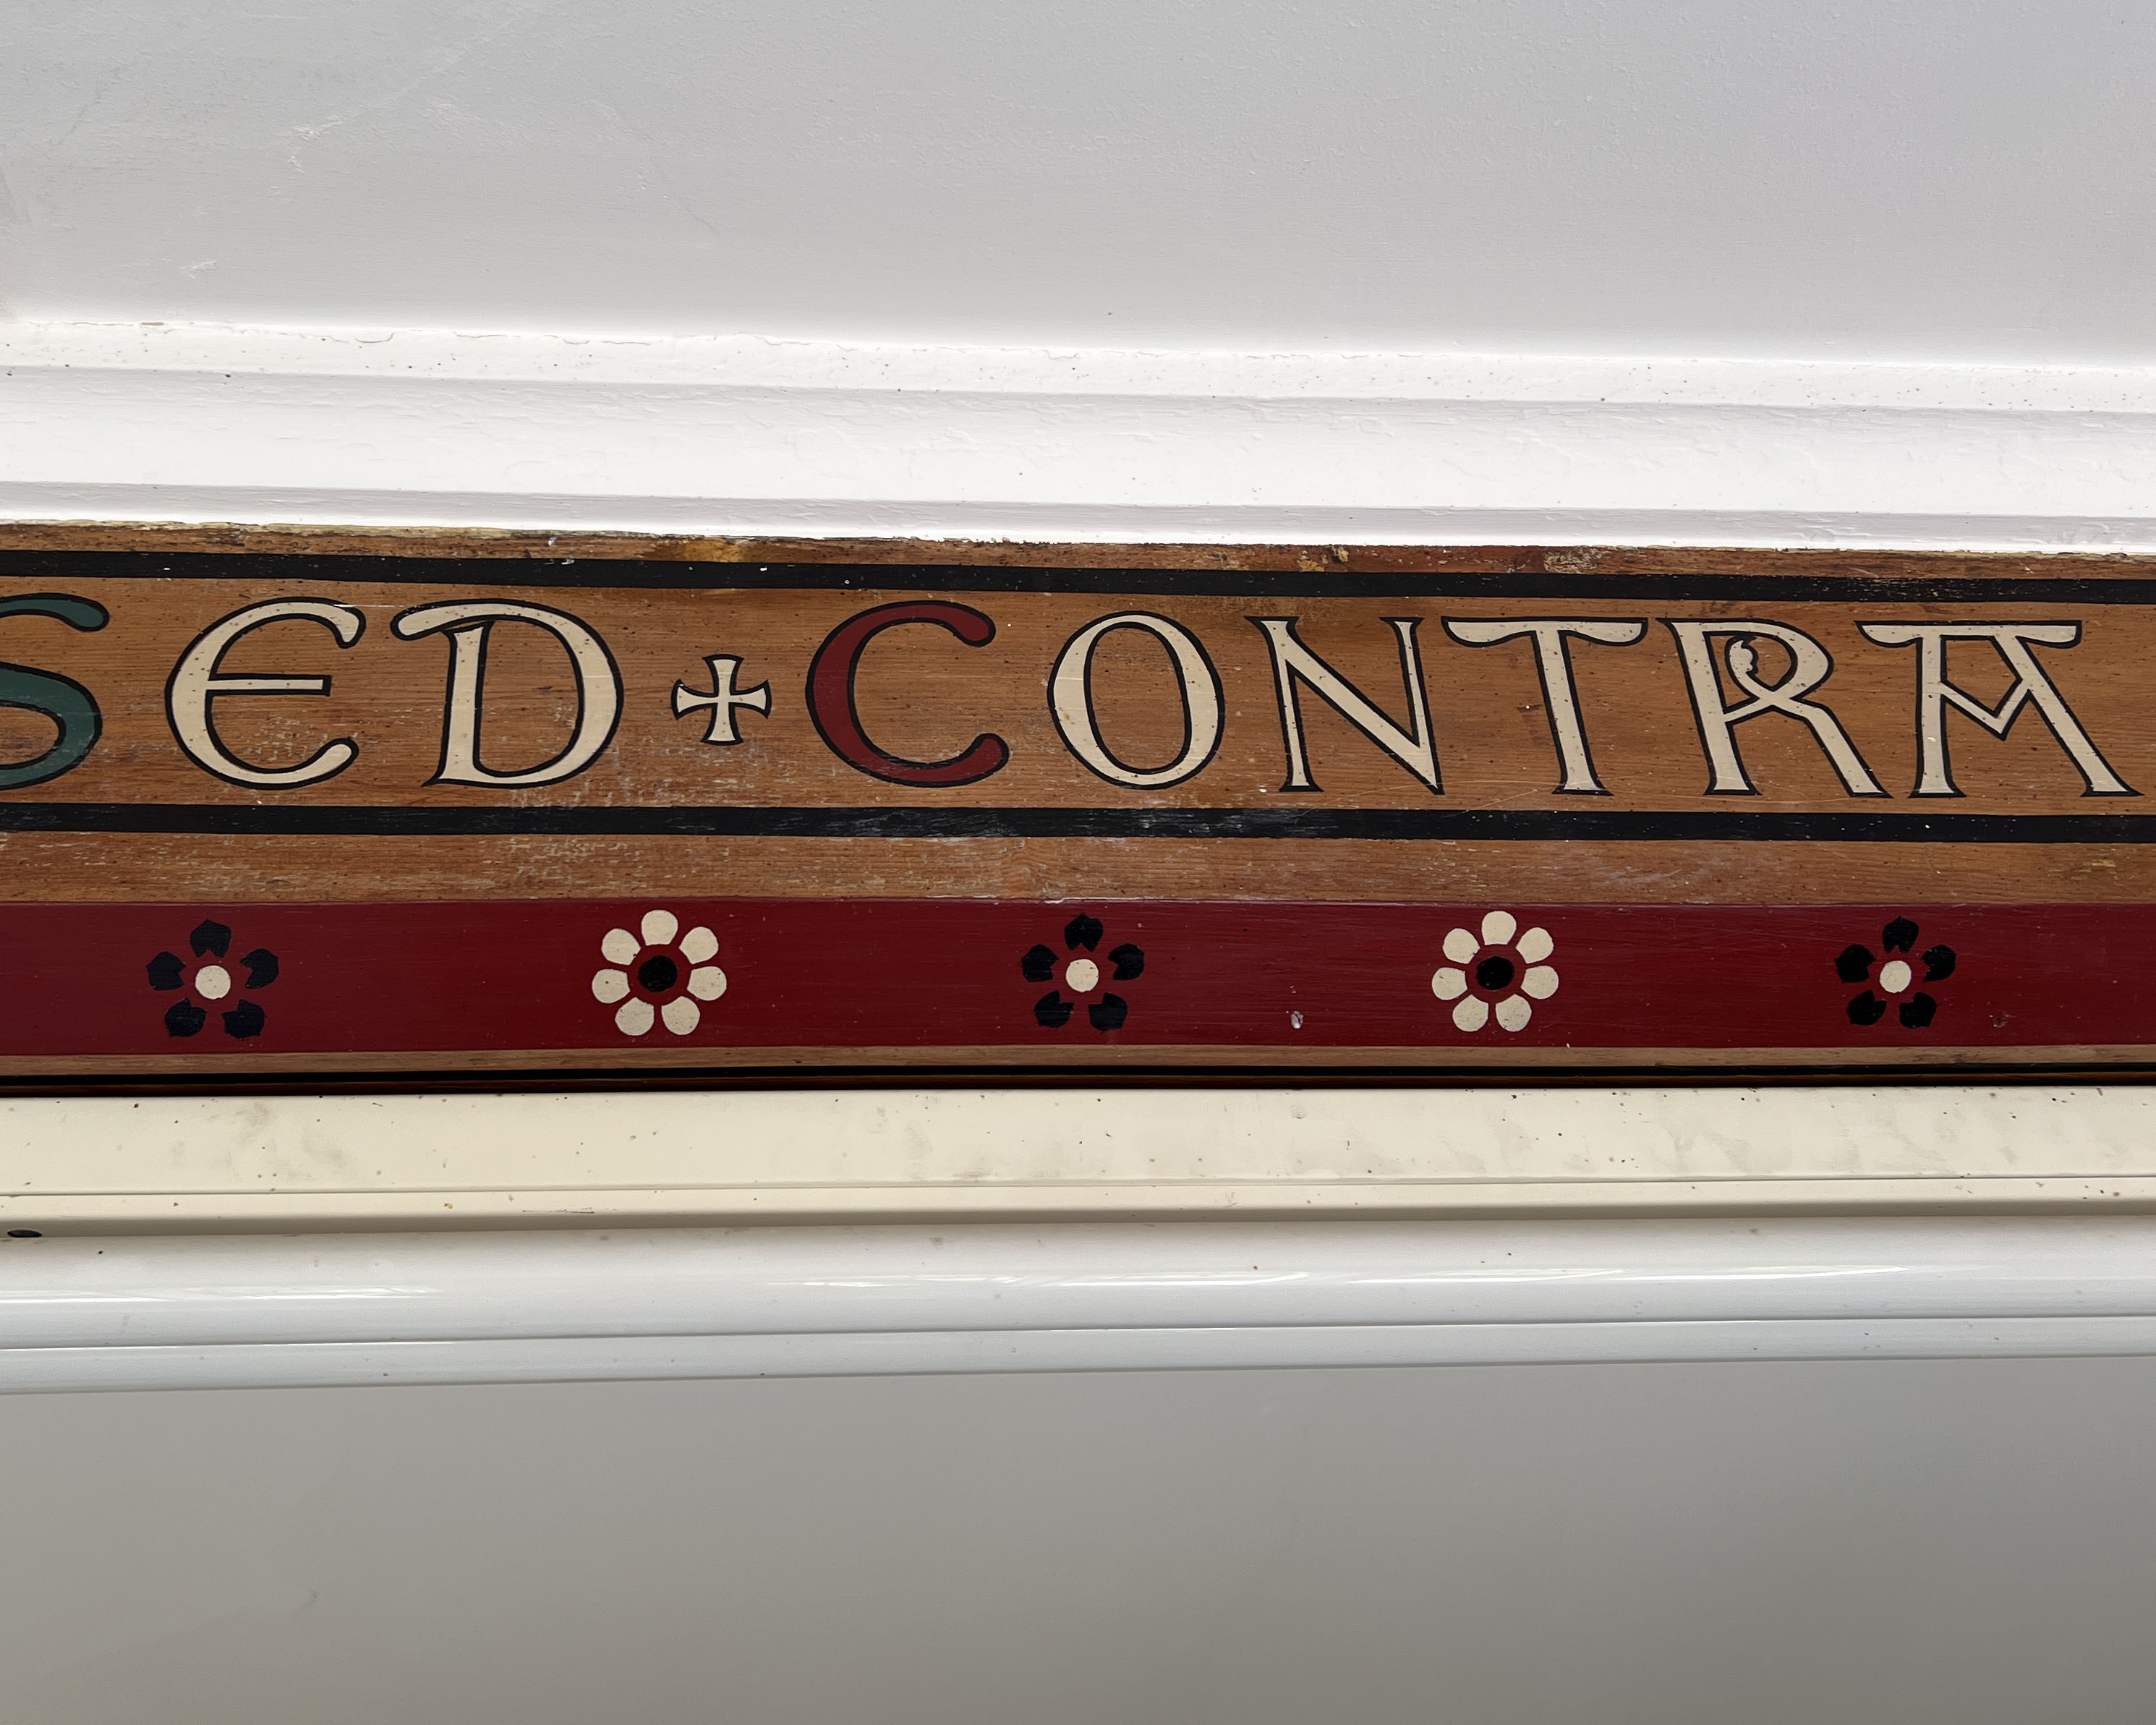 SED + CONTRA